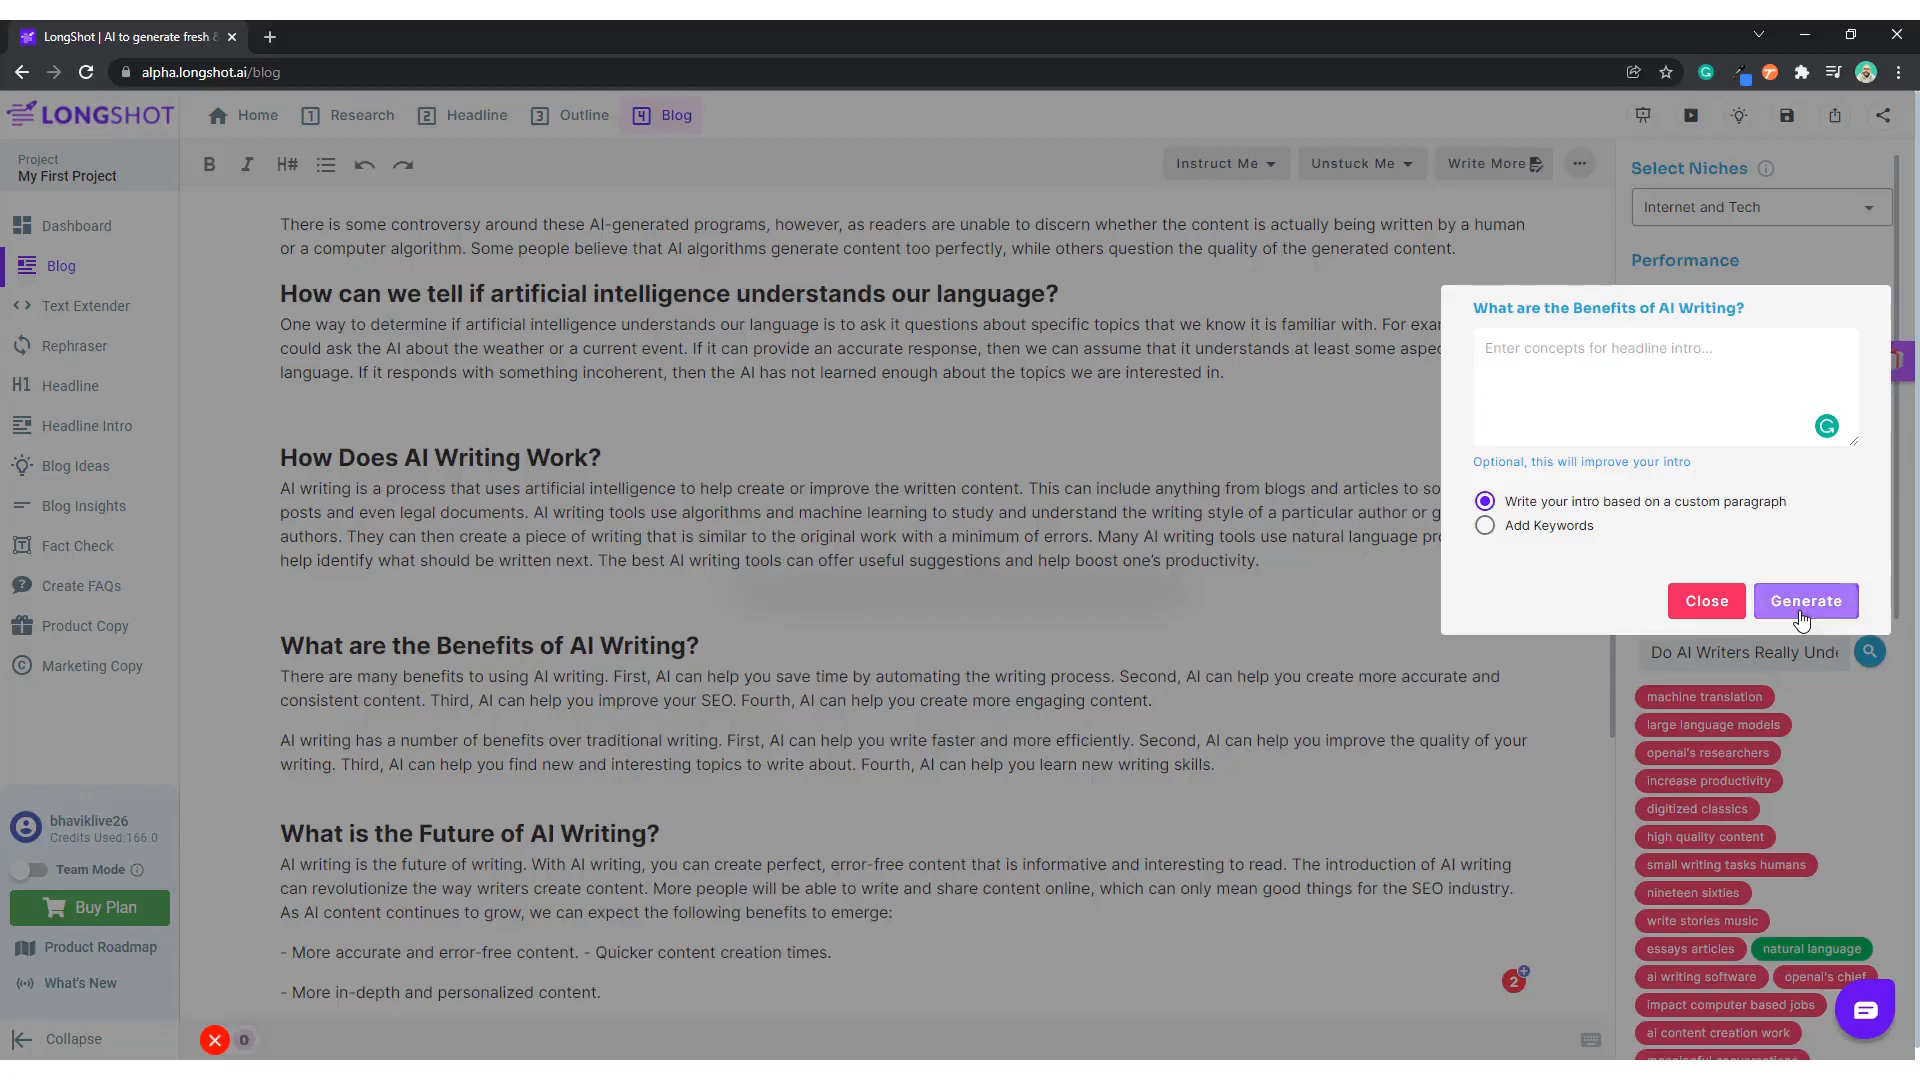 LongShot | AI to generate fresh &
alpha.longshot.ai/blog
LONGSHOT
Home
1 Research
2 Headline
3 Outline
4 Blog
Project
My First Project
Dashboard
Blog
Text Extender
Rephraser
H1 Headline
Headline Intro
Blog Ideas
Blog Insights
Fact Check
Create FAQs
Product Copy
Marketing Copy
bhaviklive26
Credits Used:166.0
Team Mode
Buy Plan
Product Roadmap
What's New
Collapse
B I H#
Instruct Me
Unstuck Me
Write More
There is some controversy around these AI-generated programs, however, as readers are unable to discern whether the content is actually being written by a human
or a computer algorithm. Some people believe that AI algorithms generate content too perfectly, while others question the quality of the generated content.
How can we tell if artificial intelligence understands our language?
One way to determine if artificial intelligence understands our language is to ask it questions about specific topics that we know it is familiar with. For exar
could ask the AI about the weather or a current event. If it can provide an accurate response, then we can assume that it understands at least some aspec
language. If it responds with something incoherent, then the AI has not learned enough about the topics we are interested in.
How Does AI Writing Work?
AI writing is a process that uses artificial intelligence to help create or improve the written content. This can include anything from blogs and articles to so
posts and even legal documents. AI writing tools use algorithms and machine learning to study and understand the writing style of a particular author or g
authors. They can then create a piece of writing that is similar to the original work with a minimum of errors. Many AI writing tools use natural language pro
help identify what should be written next. The best AI writing tools can offer useful suggestions and help boost one's productivity.
What are the Benefits of AI Writing?
There are many benefits to using AI writing. First, AI can help you save time by automating the writing process. Second, AI can help you create more accurate and
consistent content. Third, AI can help you improve your SEO. Fourth, AI can help you create more engaging content.
AI writing has a number of benefits over traditional writing. First, AI can help you write faster and more efficiently. Second, AI can help you improve the quality of your
writing. Third, AI can help you find new and interesting topics to write about. Fourth, AI can help you learn new writing skills.
What is the Future of AI Writing?
AI writing is the future of writing. With AI writing, you can create perfect, error-free content that is informative and interesting to read. The introduction of AI writing
can revolutionize the way writers create content. More people will be able to write and share content online, which can only mean good things for the SEO industry.
As AI content continues to grow, we can expect the following benefits to emerge:
- More accurate and error-free content. - Quicker content creation times.
- More in-depth and personalized content.
2
0
Select Niches
Internet and Tech
Performance
What are the Benefits of AI Writing?
Enter concepts for headline intro...
Optional, this will improve your intro
Write your intro based on a custom paragraph
Add Keywords
Close
Generate
Do AI Writers Really Unde
machine translation
large language models
openai's researchers
increase productivity
digitized classics
high quality content
small writing tasks humans
nineteen sixties
write stories music
essays articles
natural language
ai writing software
openai's chief
impact computer based jobs
ai content creation work